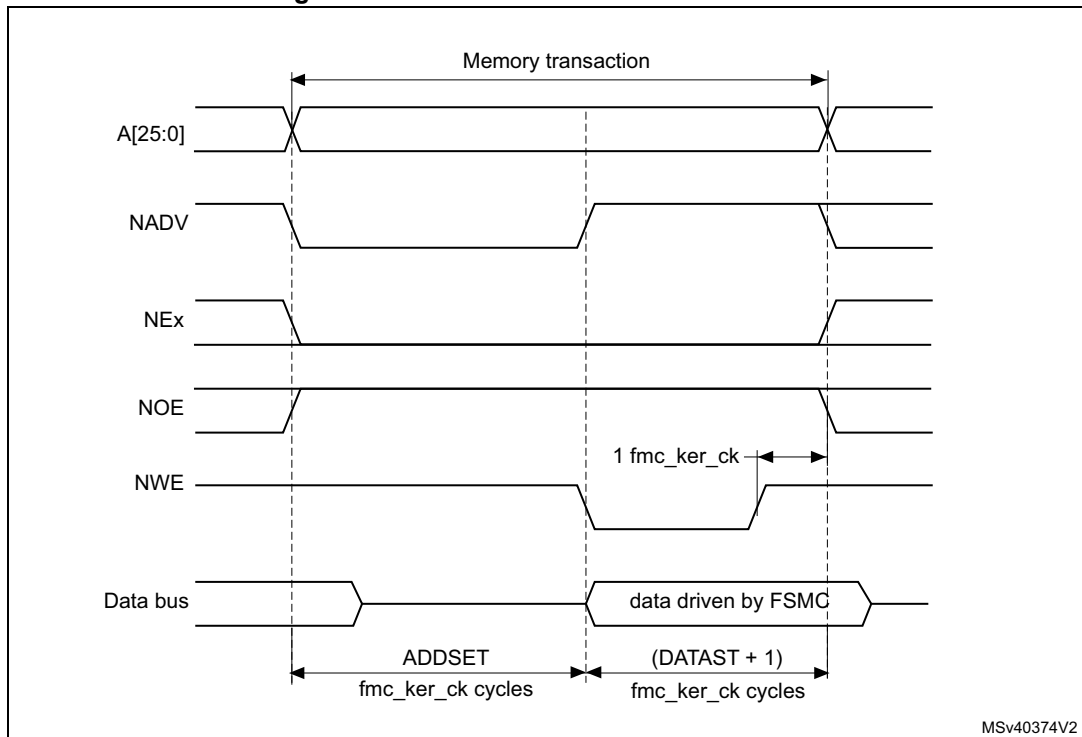 Memory transaction
A[25:0]
NADV
NEx
NOE
1 fmc_ker_ck
NWE
Data bus
data driven by FSMC
ADDSET
(DATAST + 1)
fmc_ker_ck cycles
fmc_ker_ck cycles
MSv40374V2